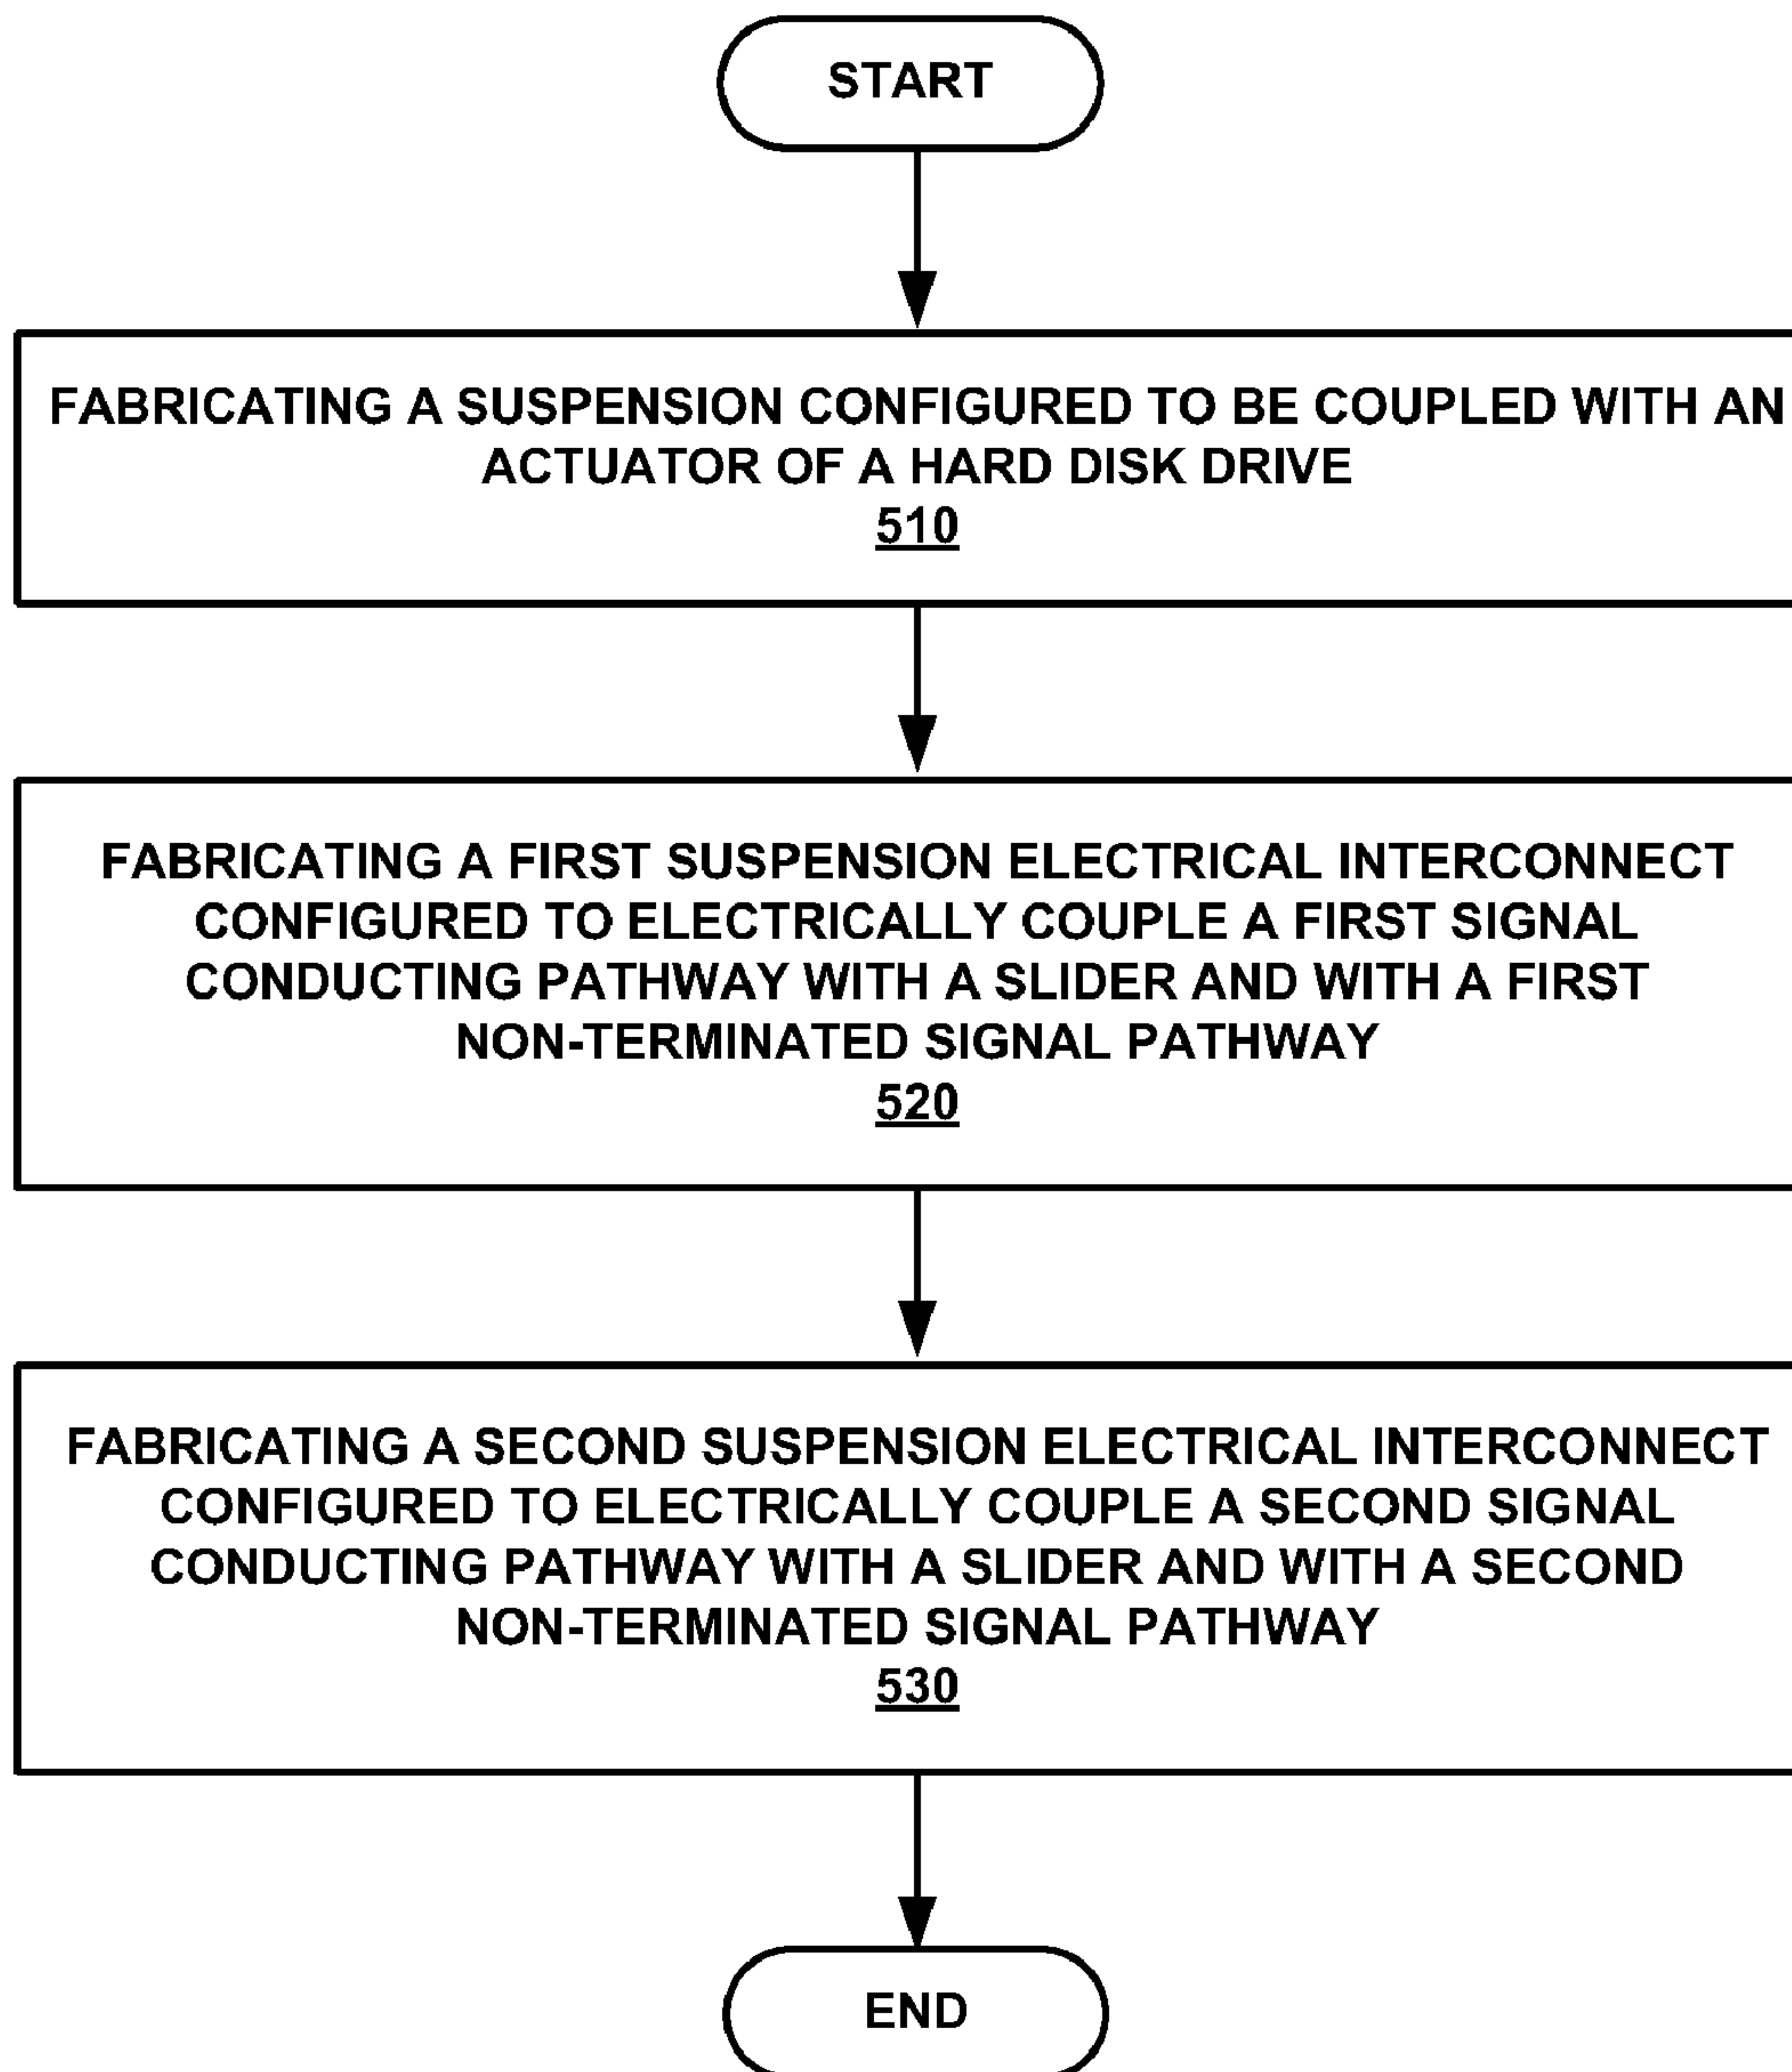 START
FABRICATING A SUSPENSION CONFIGURED TO BE COUPLED WITH AN
ACTUATOR OF A HARD DISK DRIVE
510
FABRICATING A FIRST SUSPENSION ELECTRICAL INTERCONNECT
CONFIGURED TO ELECTRICALLY COUPLE A FIRST SIGNAL
CONDUCTING PATHWAY WITH A SLIDER AND WITH A FIRST
NON-TERMINATED SIGNAL PATHWAY
520
FABRICATING A SECOND SUSPENSION ELECTRICAL INTERCONNECT
CONFIGURED TO ELECTRICALLY COUPLE A SECOND SIGNAL
CONDUCTING PATHWAY WITH A SLIDER AND WITH A SECOND
NON-TERMINATED SIGNAL PATHWAY
530
END